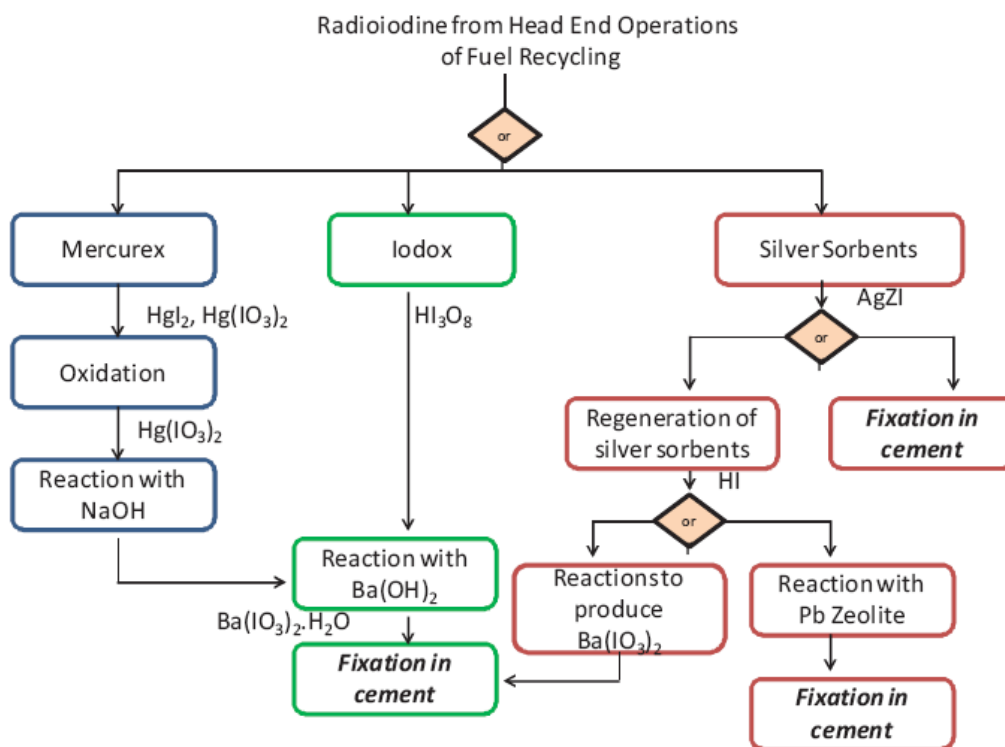 Radioiodine from Head End Operations
of Fuel Recycling
or
Mercurex
Iodox
Silver Sorbents
AgZI
HgI₂, Hg(IO₃)₂
HI₃O₈
or
Oxidation
Regeneration of
silver sorbents
Fixation in
cement
Hg(IO₃)₂
HI
Reaction with
NaOH
or
Reaction with
Ba(OH)₂
Reactions to
produce
Ba(IO₃)₂
Reaction with
Pb Zeolite
Ba(IO₃)₂.H₂O
Fixation in
cement
Fixation in
cement